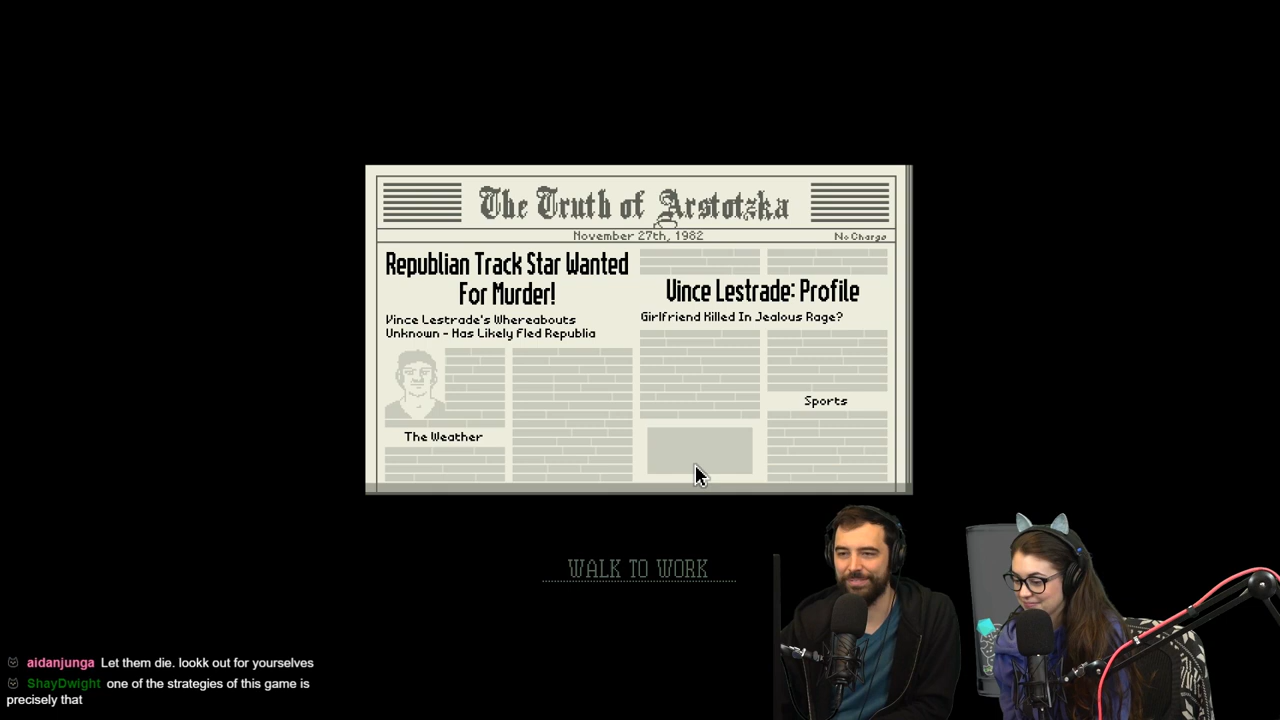 The Truth of Arstotzka
November 27th, 1982
No Charge
Republian Track Star Wanted
For Murder!
Vince Lestrade's Whereabouts
Unknown - Has Likely Fled Republia
The Weather
Vince Lestrade: Profile
Girlfriend Killed In Jealous Rage?
Sports
WALK TO WORK
aidanjunga Let them die. lookk out for yourselves
ShayDwight one of the strategies of this game is
precisely that